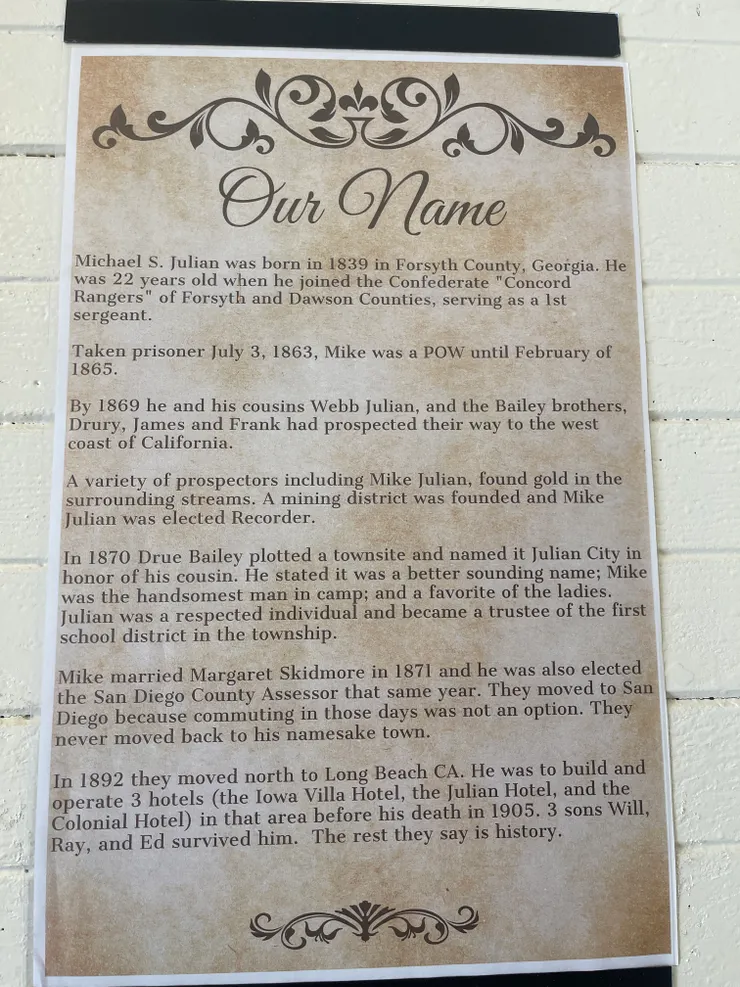 Our Name
Michael S. Julian was born in 1839 in Forsyth County, Georgia. He
was 22 years old when he joined the Confederate "Concord
Rangers" of Forsyth and Dawson Counties, serving as a 1st
sergeant.
Taken prisoner July 3, 1863, Mike was a POW until February of
1865.
By 1869 he and his cousins Webb Julian, and the Bailey brothers,
Drury, James and Frank had prospected their way to the west
coast of California.
A variety of prospectors including Mike Julian, found gold in the
surrounding streams. A mining district was founded and Mike
Julian was elected Recorder.
In 1870 Drue Bailey plotted a townsite and named it Julian City in
honor of his cousin. He stated it was a better sounding name; Mike
was the handsomest man in camp; and a favorite of the ladies.
Julian was a respected individual and became a trustee of the first
school district in the township.
Mike married Margaret Skidmore in 1871 and he was also elected
the San Diego County Assessor that same year. They moved to San
Diego because commuting in those days was not an option. They
never moved back to his namesake town.
In 1892 they moved north to Long Beach CA. He was to build and
operate 3 hotels (the Iowa Villa Hotel, the Julian Hotel, and the
Colonial Hotel) in that area before his death in 1905. 3 sons Will,
Ray, and Ed survived him. The rest they say is history.